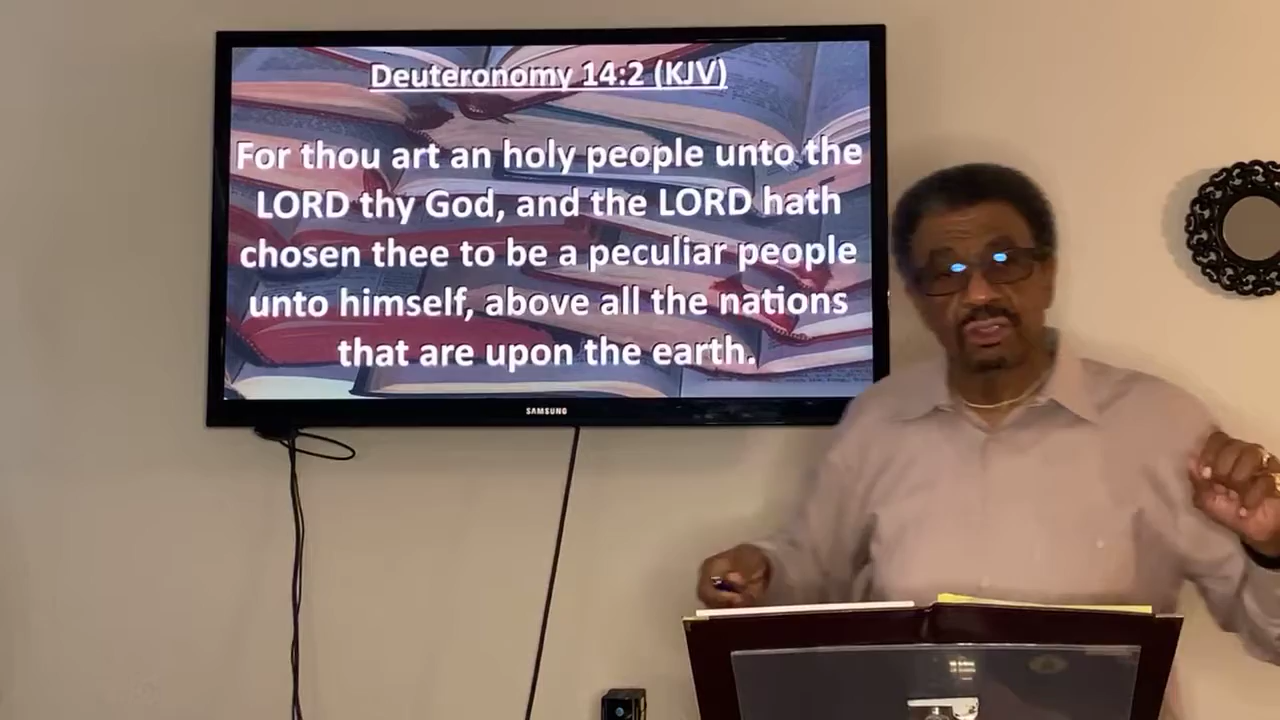 Deuteronomy 14:2 (KJV)
For thou art an holy people unto the
LORD thy God, and the LORD hath
chosen thee to be a peculiar people
unto himself, above all the nations
that are upon the earth.
SAMSUNG